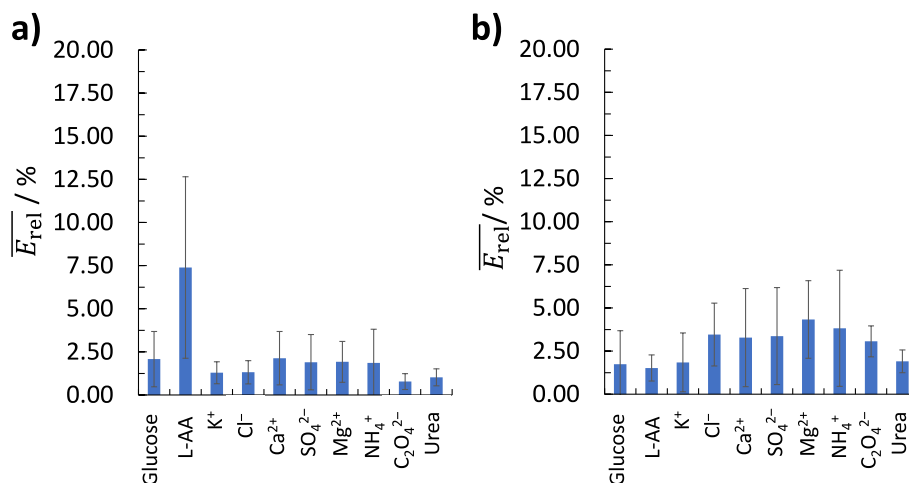 a)
20.00
17.50
15.00
12.50
10.00
7.50
5.00
2.50
0.00
E̅rel / %
Glucose
L-AA
K⁺
Cl⁻
Ca²⁺
SO₄²⁻
Mg²⁺
NH₄⁺
C₂O₄²⁻
Urea
b)
20.00
17.50
15.00
12.50
10.00
7.50
5.00
2.50
0.00
E̅rel/ %
Glucose
L-AA
K⁺
Cl⁻
Ca²⁺
SO₄²⁻
Mg²⁺
NH₄⁺
C₂O₄²⁻
Urea